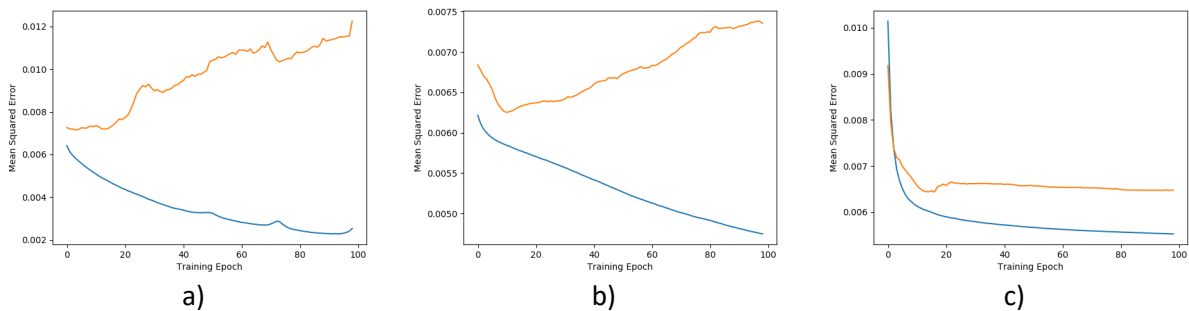 0.012
0.010
0.008
0.006
0.004
0.002
Mean Squared Error
0 20 40 60 80 100
Training Epoch
a)
0.0075
0.0070
0.0065
0.0060
0.0055
0.0050
Mean Squared Error
0 20 40 60 80 100
Training Epoch
b)
0.010
0.009
0.008
0.007
0.006
Mean Squared Error
0 20 40 60 80 100
Training Epoch
c)